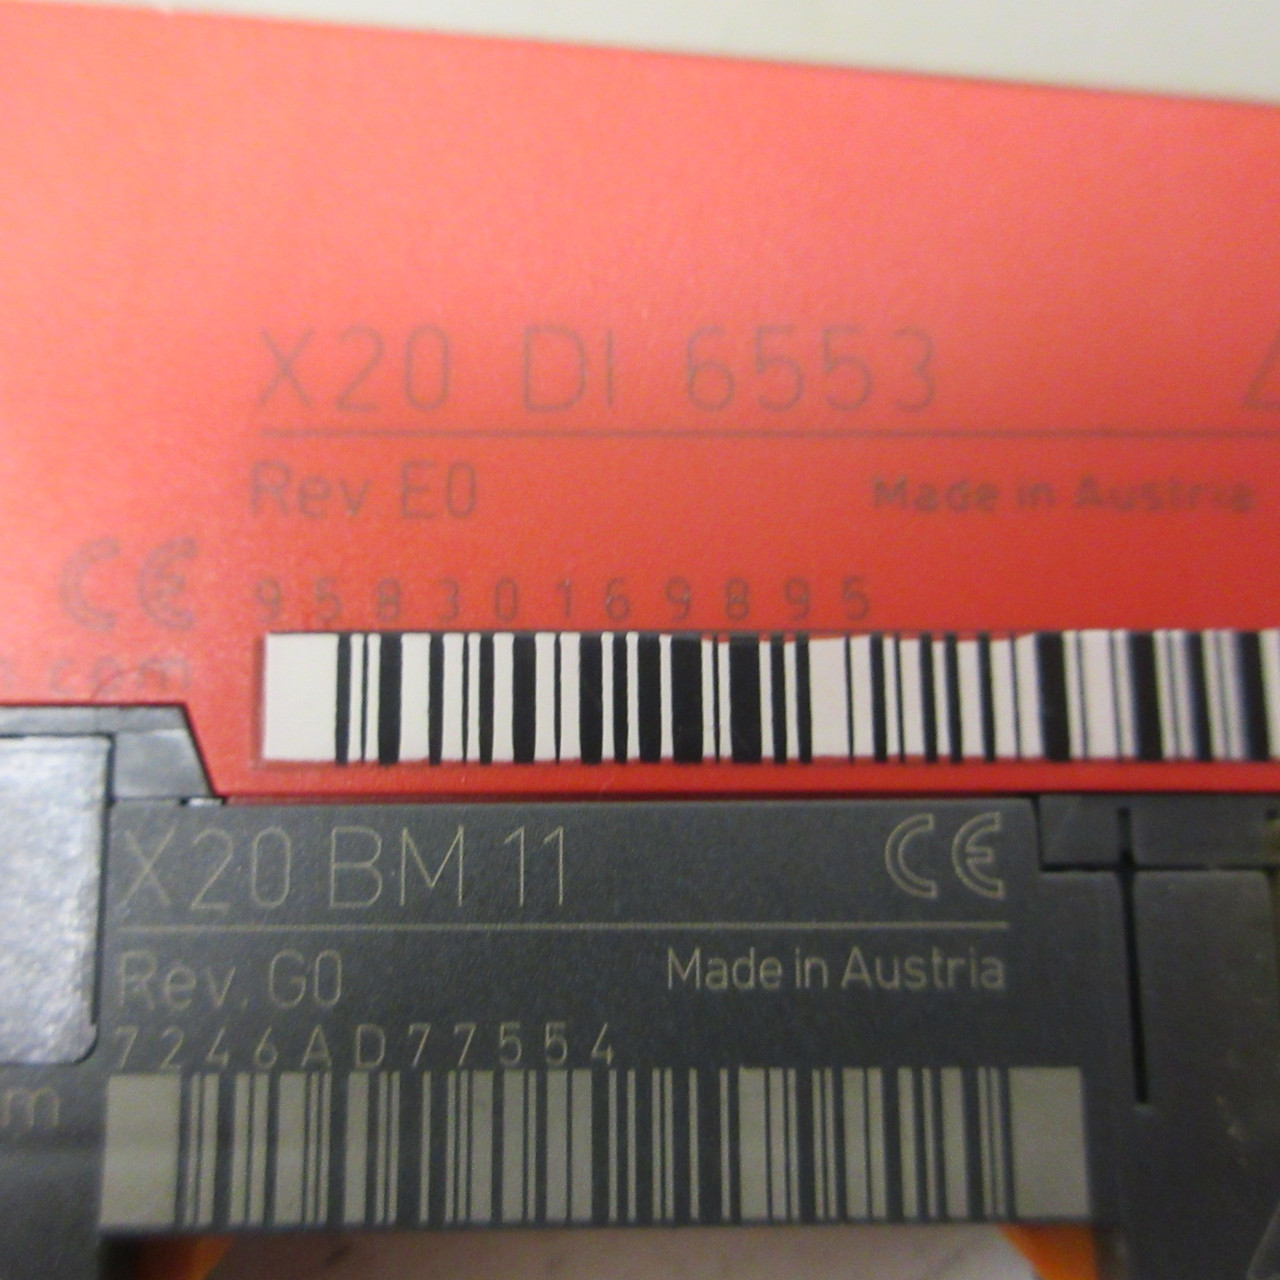 X20 DI 6553
Rev E0 Made in Austria
CE 95830169895
.com
X20 BM 11 CE
Rev. G0 Made in Austria
7246AD77554
m